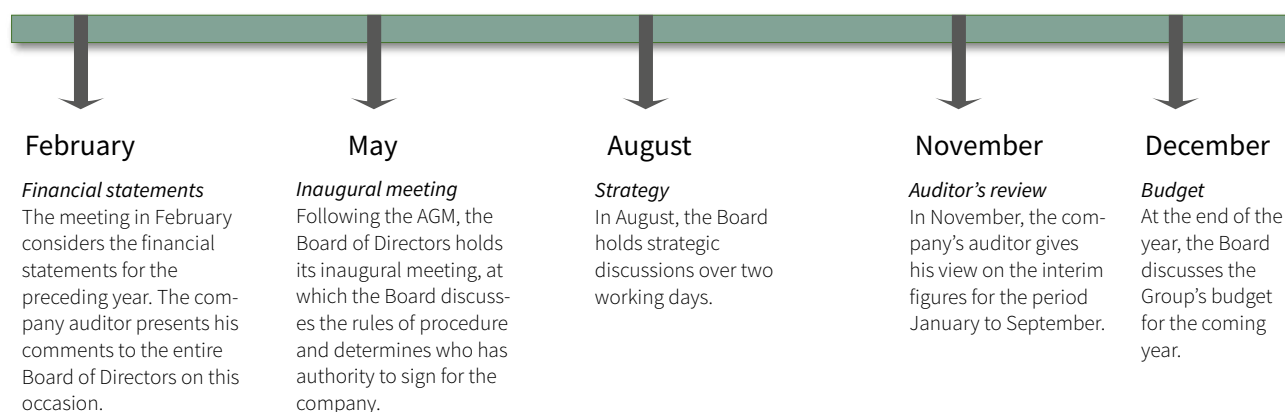 February
Financial statements
The meeting in February
considers the financial
statements for the
preceding year. The com-
pany auditor presents his
comments to the entire
Board of Directors on this
occasion.
May
Inaugural meeting
Following the AGM, the
Board of Directors holds
its inaugural meeting, at
which the Board discuss-
es the rules of procedure
and determines who has
authority to sign for the
company.
August
Strategy
In August, the Board
holds strategic
discussions over two
working days.
November
Auditor's review
In November, the com-
pany's auditor gives
his view on the interim
figures for the period
January to September.
December
Budget
At the end of the
year, the Board
discusses the
Group's budget
for the coming
year.